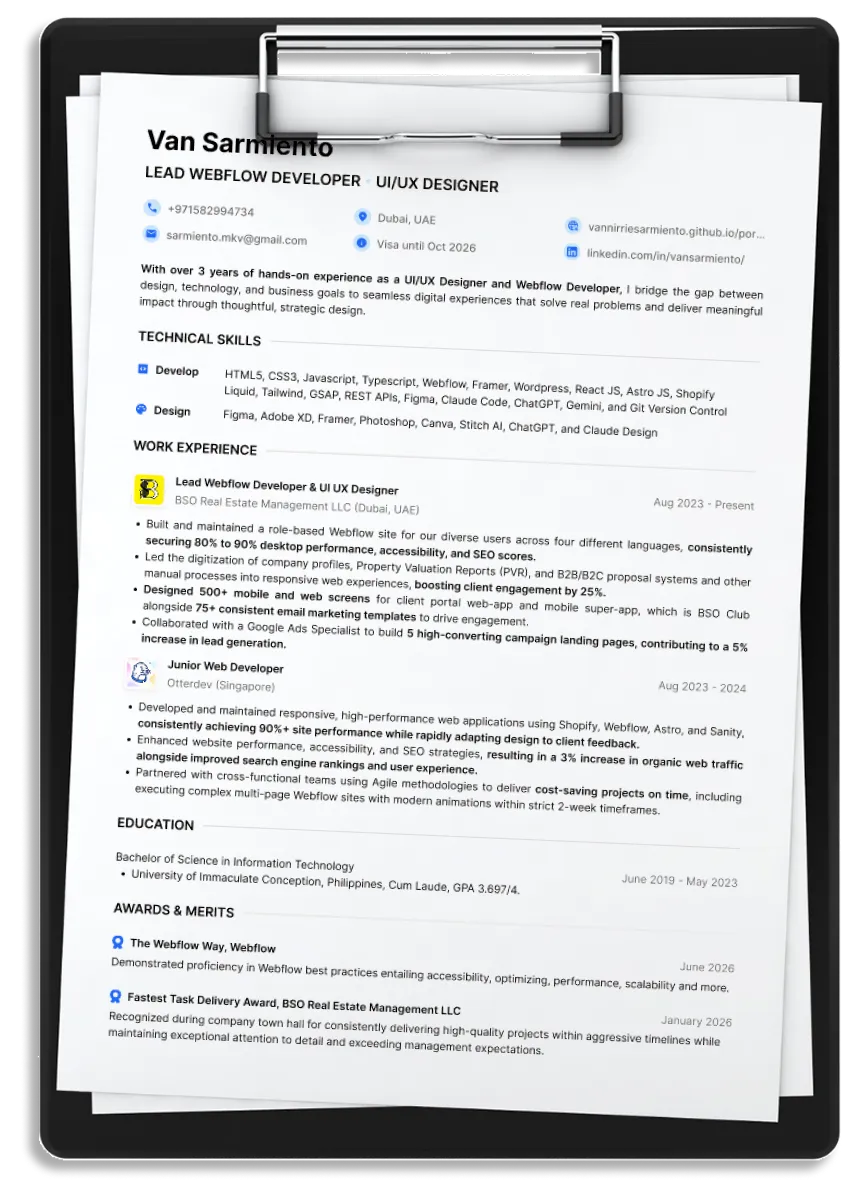 Van Sarmiento
LEAD WEBFLOW DEVELOPER · UI/UX DESIGNER
+971582994734
Dubai, UAE
vannirriesarmiento.github.io/por...
sarmiento.mkv@gmail.com
Visa until Oct 2026
linkedin.com/in/vansarmiento/
With over 3 years of hands-on experience as a UI/UX Designer and Webflow Developer, I bridge the gap between
design, technology, and business goals to seamless digital experiences that solve real problems and deliver meaningful
impact through thoughtful, strategic design.
TECHNICAL SKILLS
Develop
HTML5, CSS3, Javascript, Typescript, Webflow, Framer, Wordpress, React JS, Astro JS, Shopify
Liquid, Tailwind, GSAP, REST APIs, Figma, Claude Code, ChatGPT, Gemini, and Git Version Control
Design
Figma, Adobe XD, Framer, Photoshop, Canva, Stitch AI, ChatGPT, and Claude Design
WORK EXPERIENCE
Lead Webflow Developer & UI UX Designer
BSO Real Estate Management LLC (Dubai, UAE)
Aug 2023 - Present
• Built and maintained a role-based Webflow site for our diverse users across four different languages, consistently
securing 80% to 90% desktop performance, accessibility, and SEO scores.
• Led the digitization of company profiles, Property Valuation Reports (PVR), and B2B/B2C proposal systems and other
manual processes into responsive web experiences, boosting client engagement by 25%.
• Designed 500+ mobile and web screens for client portal web-app and mobile super-app, which is BSO Club
alongside 75+ consistent email marketing templates to drive engagement.
• Collaborated with a Google Ads Specialist to build 5 high-converting campaign landing pages, contributing to a 5%
increase in lead generation.
Junior Web Developer
Otterdev (Singapore)
Aug 2023 - 2024
• Developed and maintained responsive, high-performance web applications using Shopify, Webflow, Astro, and Sanity,
consistently achieving 90%+ site performance while rapidly adapting design to client feedback.
• Enhanced website performance, accessibility, and SEO strategies, resulting in a 3% increase in organic web traffic
alongside improved search engine rankings and user experience.
• Partnered with cross-functional teams using Agile methodologies to deliver cost-saving projects on time, including
executing complex multi-page Webflow sites with modern animations within strict 2-week timeframes.
EDUCATION
Bachelor of Science in Information Technology
June 2019 - May 2023
• University of Immaculate Conception, Philippines, Cum Laude, GPA 3.697/4.
AWARDS & MERITS
The Webflow Way, Webflow
June 2026
Demonstrated proficiency in Webflow best practices entailing accessibility, optimizing, performance, scalability and more.
Fastest Task Delivery Award, BSO Real Estate Management LLC
January 2026
Recognized during company town hall for consistently delivering high-quality projects within aggressive timelines while
maintaining exceptional attention to detail and exceeding management expectations.